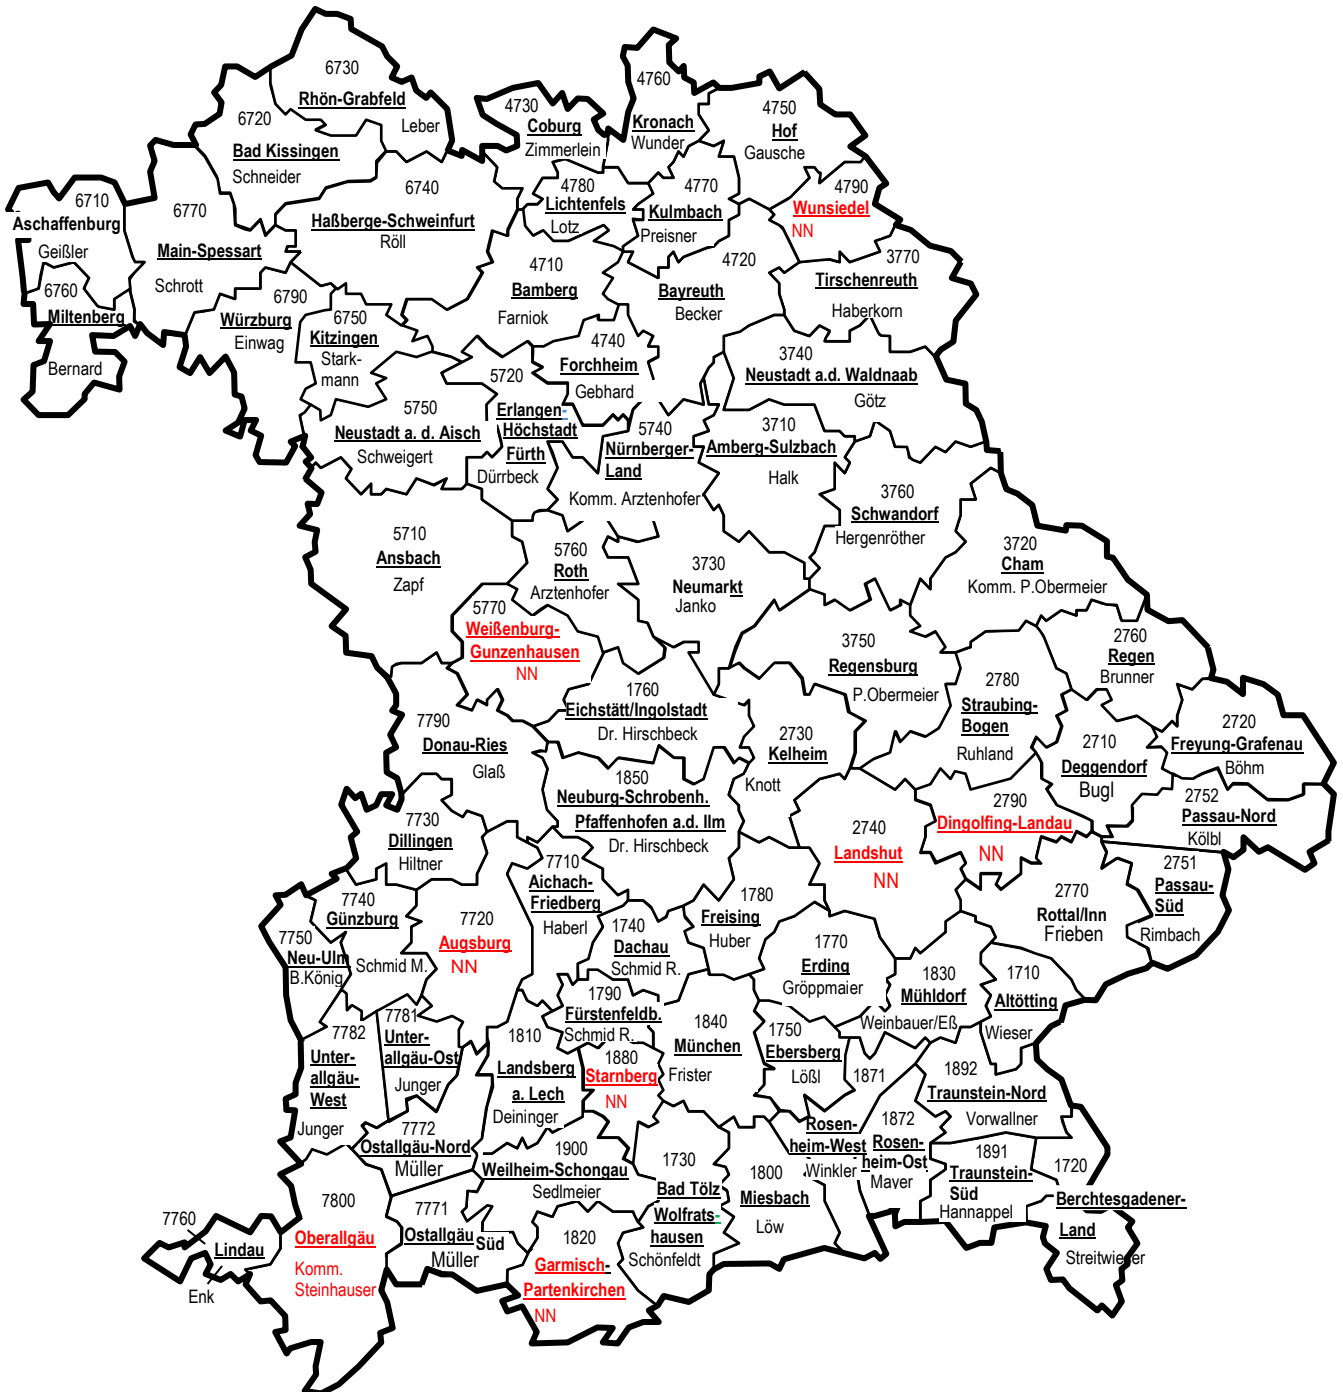 6730
Rhön-Grabfeld
Leber
6720
Bad Kissingen
Schneider
4730
Coburg
Zimmerlein
4760
Kronach
Wunder
4750
Hof
Gausche
6710
Aschaffenburg
Geißler
6770
Main-Spessart
Schrott
6740
Haßberge-Schweinfurt
Röll
4780
Lichtenfels
Lotz
4770
Kulmbach
Preisner
4790
Wunsiedel
NN
6760
Miltenberg
Bernard
6790
Würzburg
Einwag
6750
Kitzingen
Stark-
mann
4710
Bamberg
Farniok
4720
Bayreuth
Becker
3770
Tirschenreuth
Haberkorn
4740
Forchheim
Gebhard
3740
Neustadt a.d. Waldnaab
Götz
5750
Neustadt a. d. Aisch
Schweigert
5720
Erlangen-
Höchstadt
Fürth
Dürrbeck
5740
Nürnberger-
Land
Komm. Arztenhofer
3710
Amberg-Sulzbach
Halk
3760
Schwandorf
Hergenröther
5710
Ansbach
Zapf
5760
Roth
Arztenhofer
3730
Neumarkt
Janko
3720
Cham
Komm. P.Obermeier
5770
Weißenburg-
Gunzenhausen
NN
3750
Regensburg
P.Obermeier
2760
Regen
Brunner
1760
Eichstätt/Ingolstadt
Dr. Hirschbeck
2780
Straubing-
Bogen
Ruhland
7790
Donau-Ries
Glaß
2730
Kelheim
Knott
2710
Deggendorf
Bugl
2720
Freyung-Grafenau
Böhm
1850
Neuburg-Schrobenh.
Pfaffenhofen a.d. Ilm
Dr. Hirschbeck
2790
Dingolfing-Landau
NN
2752
Passau-Nord
Kölbl
7730
Dillingen
Hiltner
2740
Landshut
NN
7710
Aichach-
Friedberg
Haberl
2751
Passau-
Süd
Rimbach
7740
Günzburg
Schmid M.
7720
Augsburg
NN
1780
Freising
Huber
2770
Rottal/Inn
Frieben
7750
Neu-Ulm
B.König
1740
Dachau
Schmid R.
1770
Erding
Gröppmaier
1830
Mühldorf
Weinbauer/Eß
1710
Altötting
Wieser
1790
Fürstenfeldb.
Schmid R.
7782
Unter-
allgäu-
West
Junger
7781
Unter-
allgäu-Ost
Junger
1810
Landsberg
a. Lech
Deininger
1880
Starnberg
NN
1840
München
Frister
1750
Ebersberg
Lößl
1871
Rosen-
heim-West
Winkler
1872
Rosen-
heim-Ost
Mayer
1892
Traunstein-Nord
Vorwallner
7772
Ostallgäu-Nord
Müller
1900
Weilheim-Schongau
Sedlmeier
1730
Bad Tölz
Wolfrats-
hausen
Schönfeldt
1800
Miesbach
Löw
1891
Traunstein-
Süd
Hannappel
1720
Berchtesgadener-
Land
Streitwieser
7760
Lindau
Enk
7800
Oberallgäu
Komm.
Steinhauser
7771
Ostallgäu Süd
Müller
1820
Garmisch-
Partenkirchen
NN